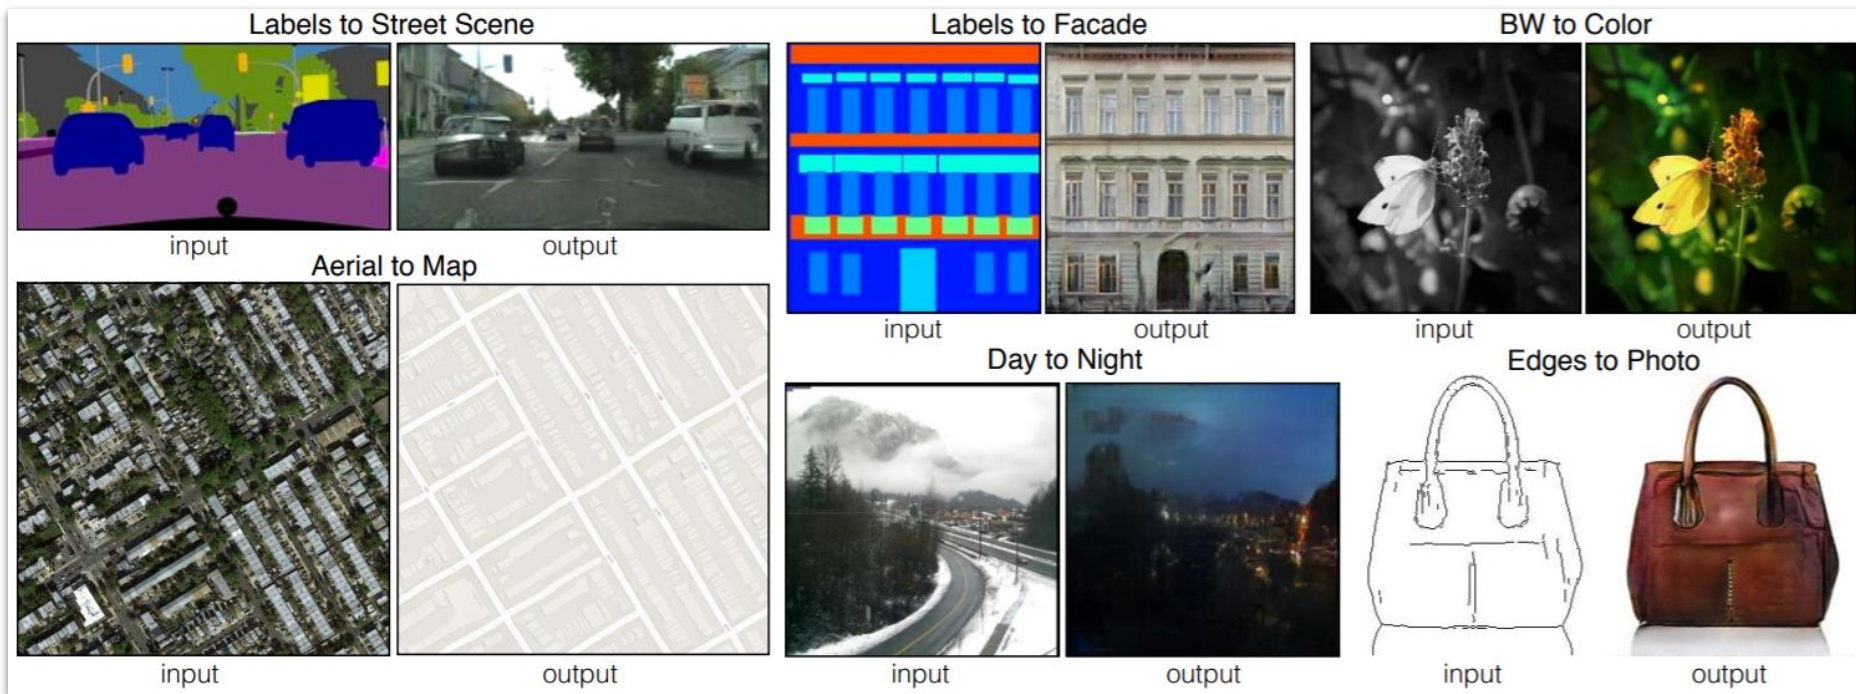 Labels to Street Scene
input
output
Aerial to Map
input
output
Labels to Facade
input
output
BW to Color
input
output
Day to Night
input
output
Edges to Photo
input
output